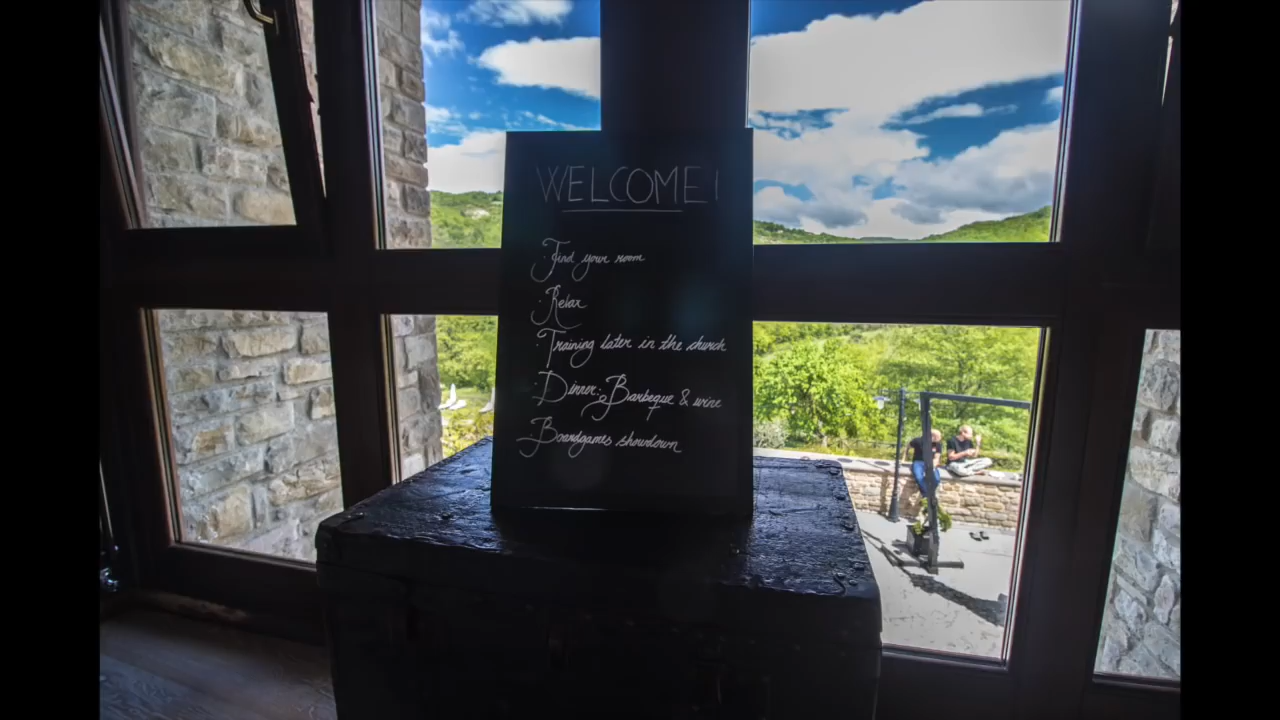 WELCOME!
· Find your room
· Relax
· Training later in the church
· Dinner: Barbeque & wine
· Boardgames showdown